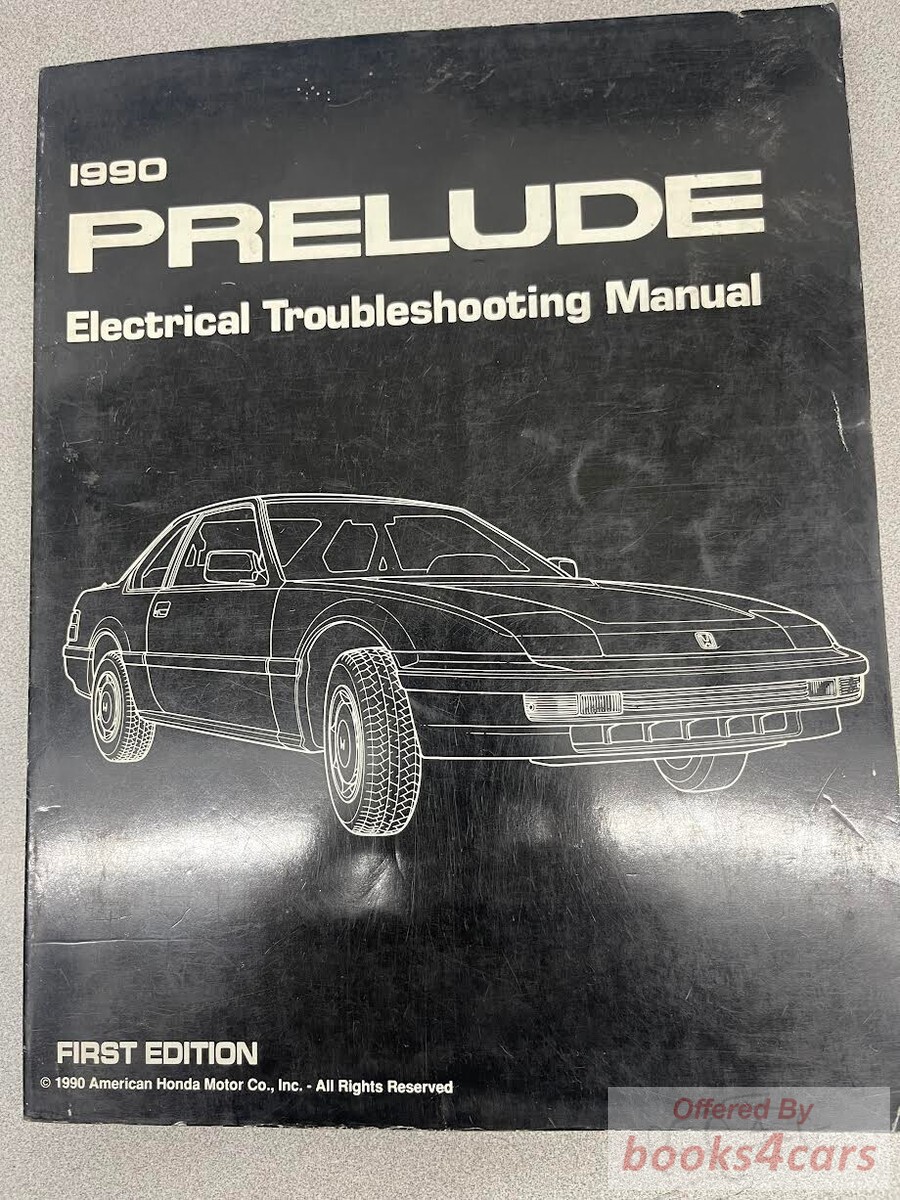 1990
PRELUDE
Electrical Troubleshooting Manual
FIRST EDITION
© 1990 American Honda Motor Co., Inc. - All Rights Reserved
Offered By
books4cars